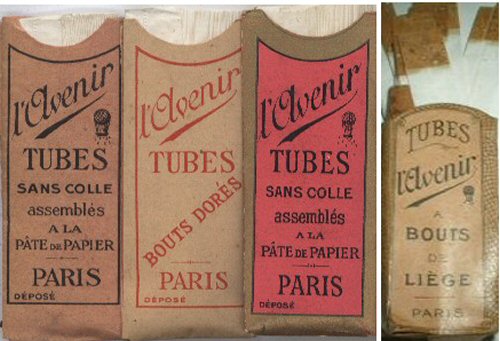 l'Avenir
TUBES
SANS COLLE
assemblés
A LA
PÂTE DE PAPIER
PARIS
DÉPOSÉ
l'Avenir
TUBES
BOUTS DORÉS
PARIS
DÉPOSÉ
l'Avenir
TUBES
SANS COLLE
assemblés
A LA
PÂTE DE PAPIER
PARIS
DÉPOSÉ
TUBES
l'Avenir
A
BOUTS
DE
LIÈGE
PARIS